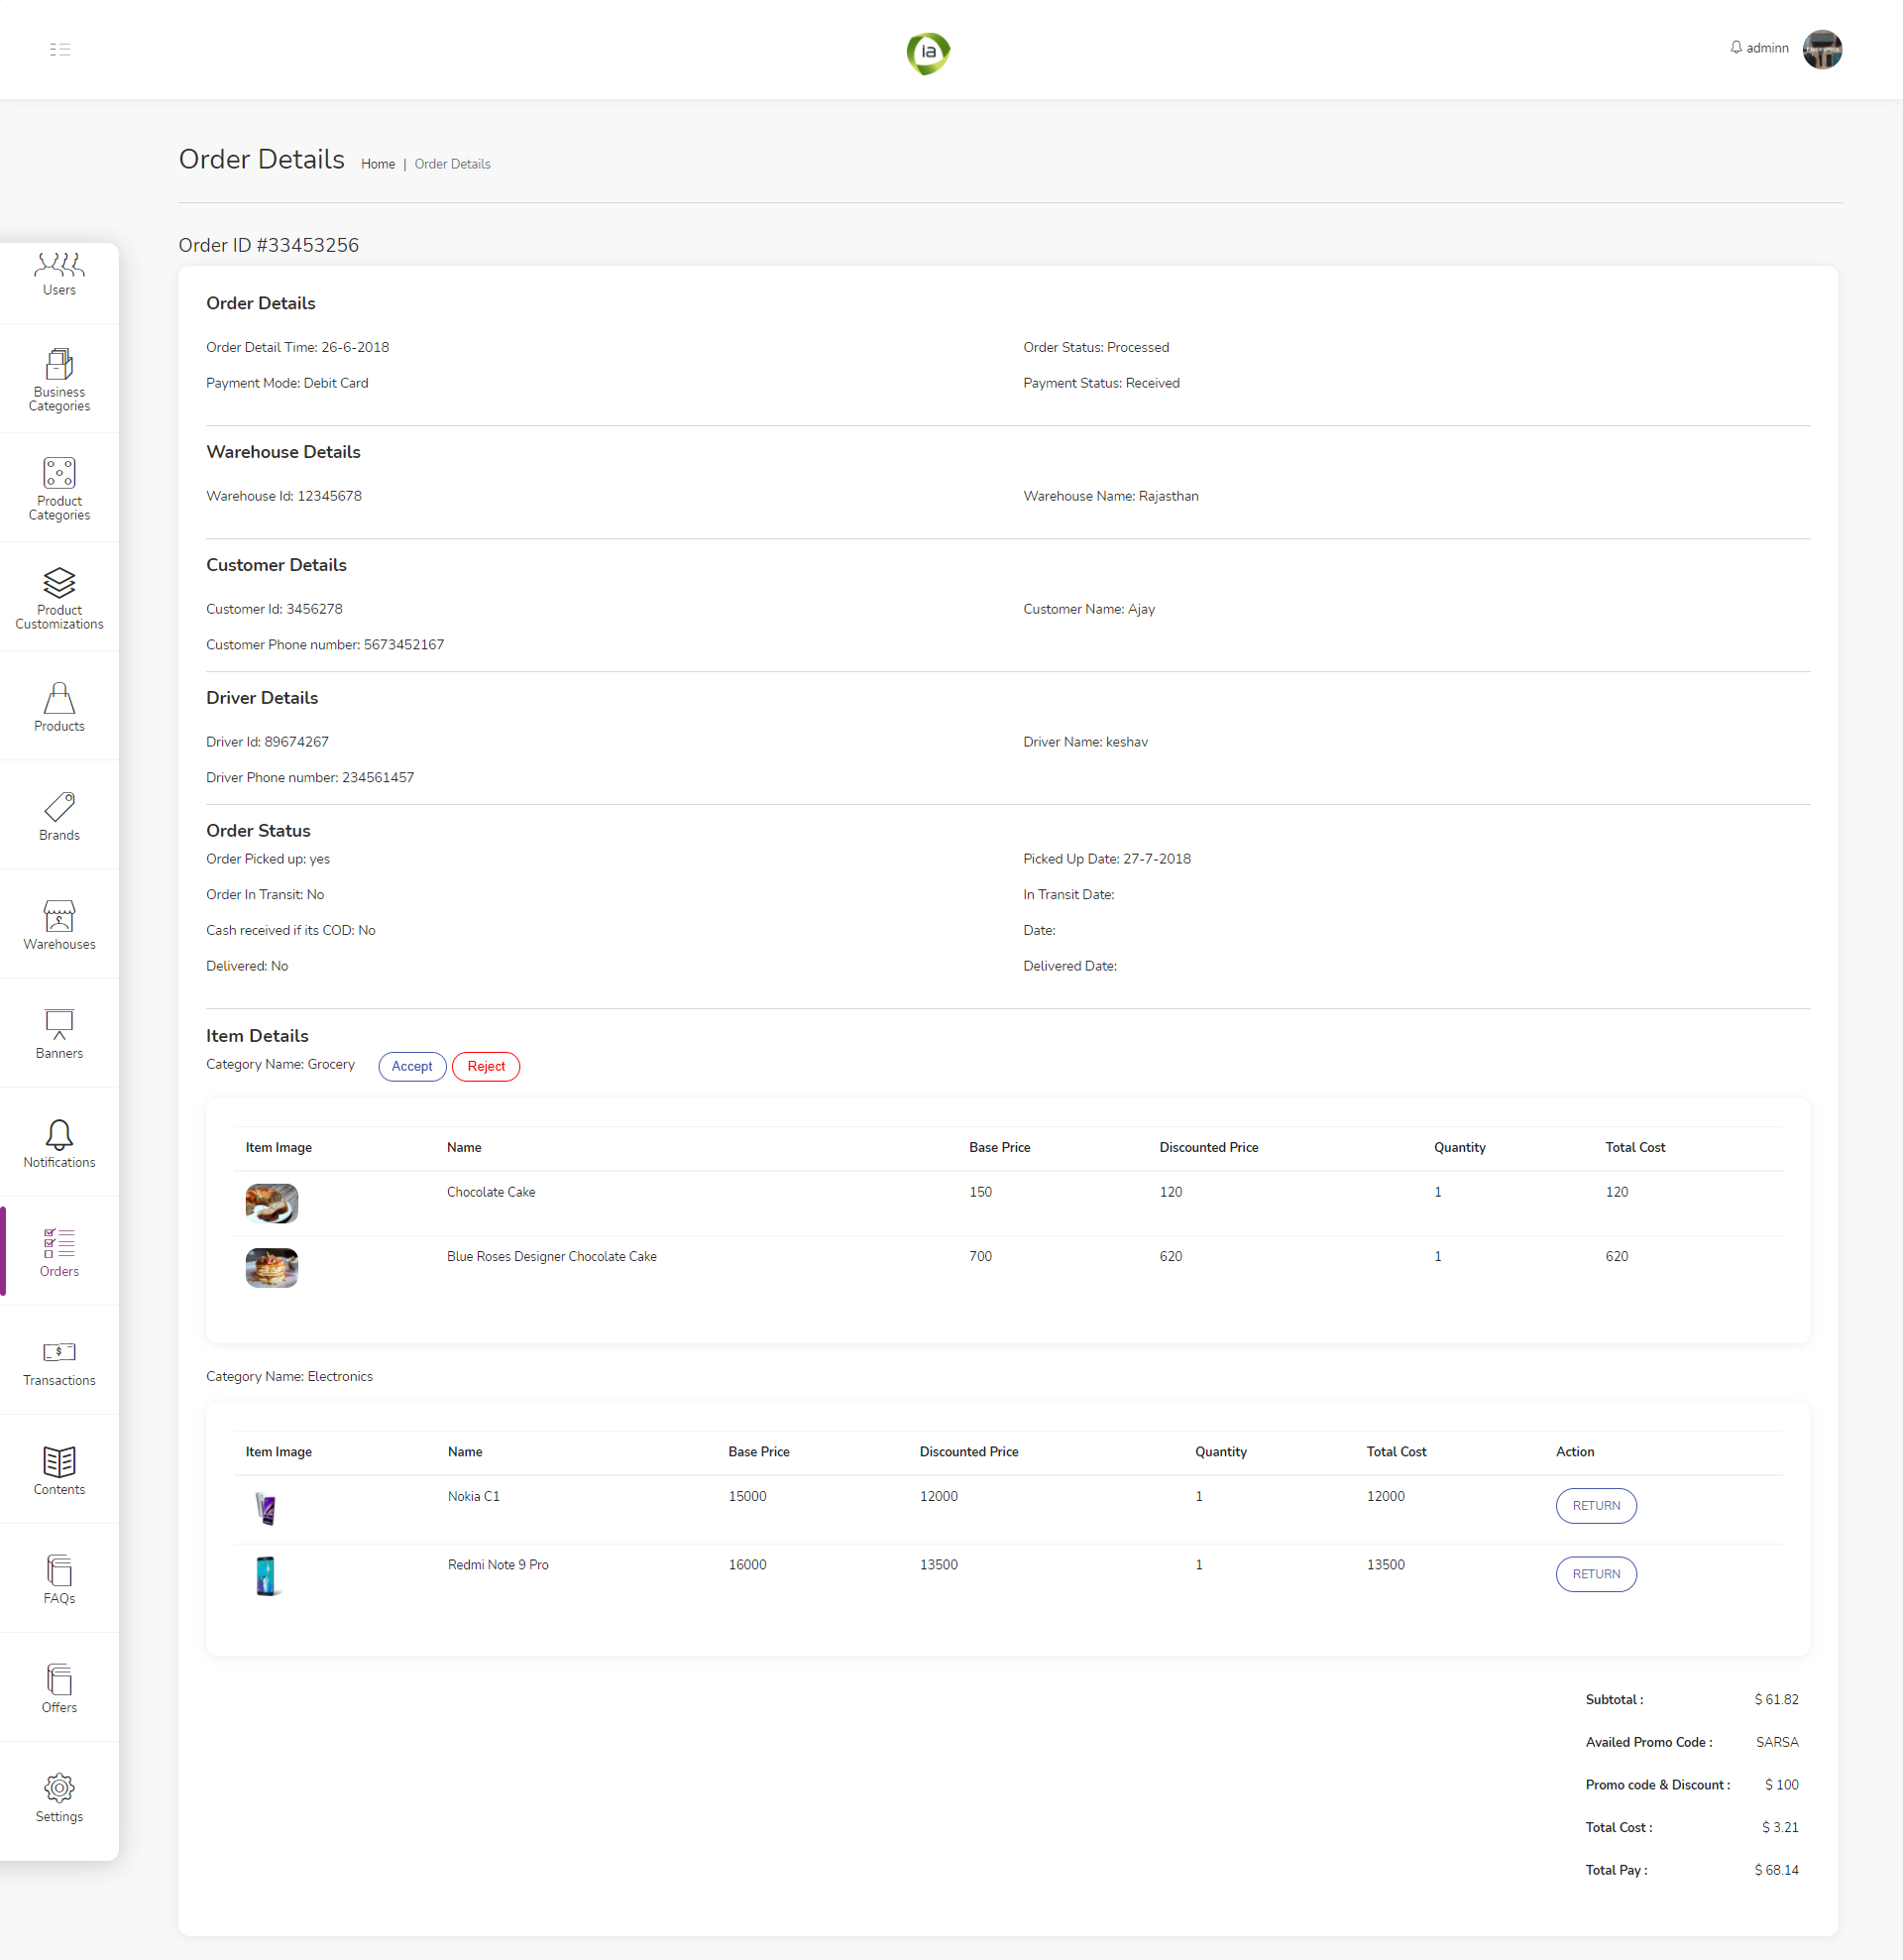 ia
adminn
Order Details Home | Order Details
Order ID #33453256
Users
Business
Categories
Product
Categories
Product
Customizations
Products
Brands
Warehouses
Banners
Notifications
Orders
Transactions
Contents
FAQs
Offers
Settings
Order Details
Order Detail Time: 26-6-2018 Order Status: Processed
Payment Mode: Debit Card Payment Status: Received
Warehouse Details
Warehouse Id: 12345678 Warehouse Name: Rajasthan
Customer Details
Customer Id: 3456278 Customer Name: Ajay
Customer Phone number: 5673452167
Driver Details
Driver Id: 89674267 Driver Name: keshav
Driver Phone number: 234561457
Order Status
Order Picked up: yes Picked Up Date: 27-7-2018
Order In Transit: No In Transit Date:
Cash received if its COD: No Date:
Delivered: No Delivered Date:
Item Details
Category Name: Grocery Accept Reject
Item Image Name Base Price Discounted Price Quantity Total Cost
Chocolate Cake 150 120 1 120
Blue Roses Designer Chocolate Cake 700 620 1 620
Category Name: Electronics
Item Image Name Base Price Discounted Price Quantity Total Cost Action
Nokia C1 15000 12000 1 12000 RETURN
Redmi Note 9 Pro 16000 13500 1 13500 RETURN
Subtotal : $ 61.82
Availed Promo Code : SARSA
Promo code & Discount : $ 100
Total Cost : $ 3.21
Total Pay : $ 68.14